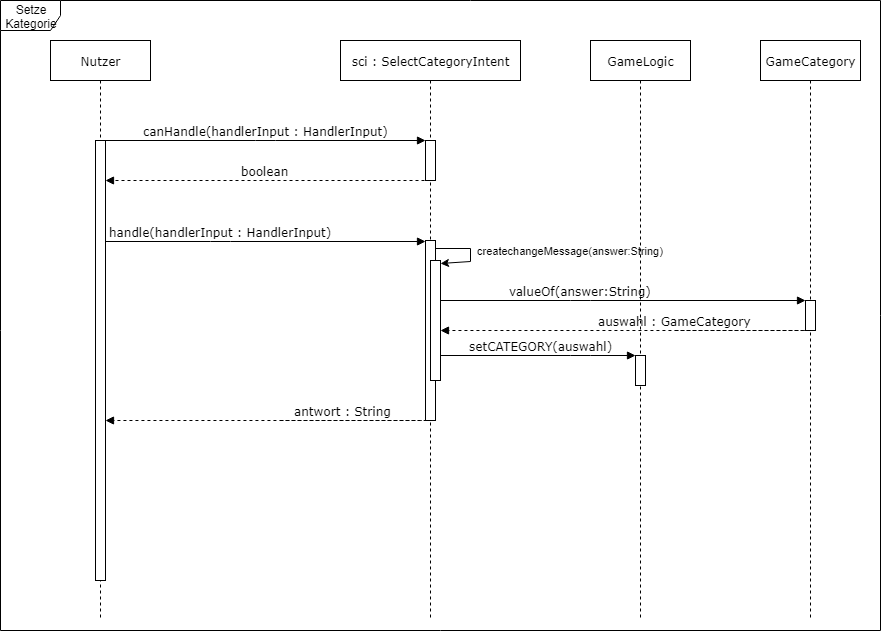 Setze
Kategorie
Nutzer
sci : SelectCategoryIntent
GameLogic
GameCategory
canHandle(handlerInput : HandlerInput)
boolean
handle(handlerInput : HandlerInput)
createchangeMessage(answer:String)
valueOf(answer:String)
auswahl : GameCategory
setCATEGORY(auswahl)
antwort : String